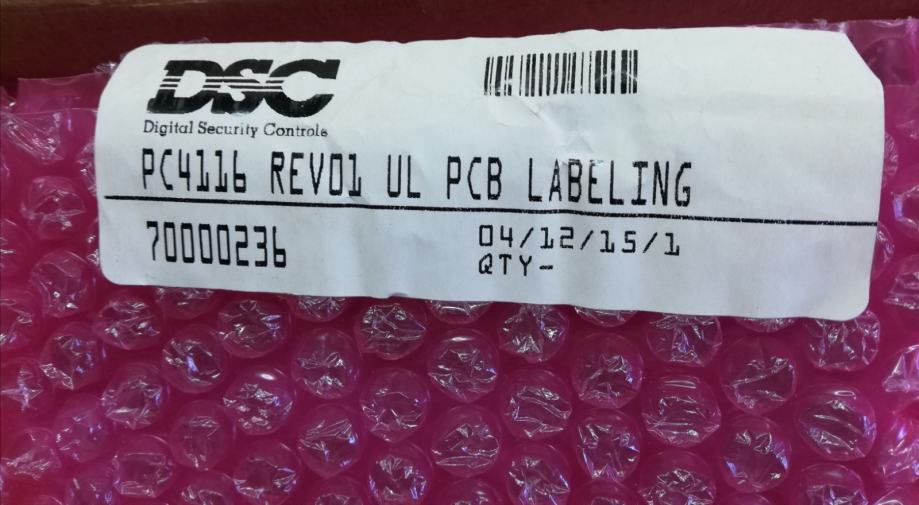 DSC
Digital Security Controls
PC4116 REV01 UL PCB LABELING
70000236
04/12/15/1
QTY-